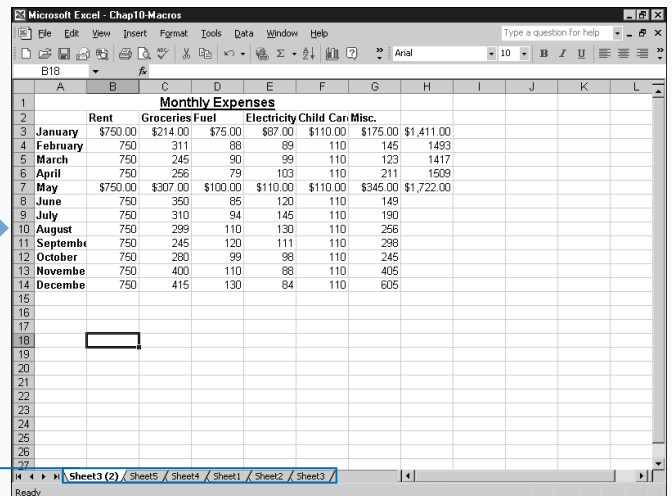 Microsoft Excel - Chap10-Macros
File Edit View Insert Format Tools Data Window Help Type a question for help
Arial 10 B I U
B18 fx
A B C D E F G H I J K L
1 Monthly Expenses
2 Rent Groceries Fuel Electricity Child Car Misc.
3 January $750.00 $214.00 $75.00 $87.00 $110.00 $175.00 $1,411.00
4 February 750 311 88 89 110 145 1493
5 March 750 245 90 99 110 123 1417
6 April 750 256 79 103 110 211 1509
7 May $750.00 $307.00 $100.00 $110.00 $110.00 $345.00 $1,722.00
8 June 750 350 85 120 110 149
9 July 750 310 94 145 110 190
10 August 750 299 110 130 110 256
11 Septembe 750 245 120 111 110 298
12 October 750 280 99 98 110 245
13 Novembe 750 400 110 88 110 405
14 Decembe 750 415 130 84 110 605
15
16
17
18
19
20
21
22
23
24
25
26
27
Sheet3 (2) Sheet5 Sheet4 Sheet1 Sheet2 Sheet3
Ready